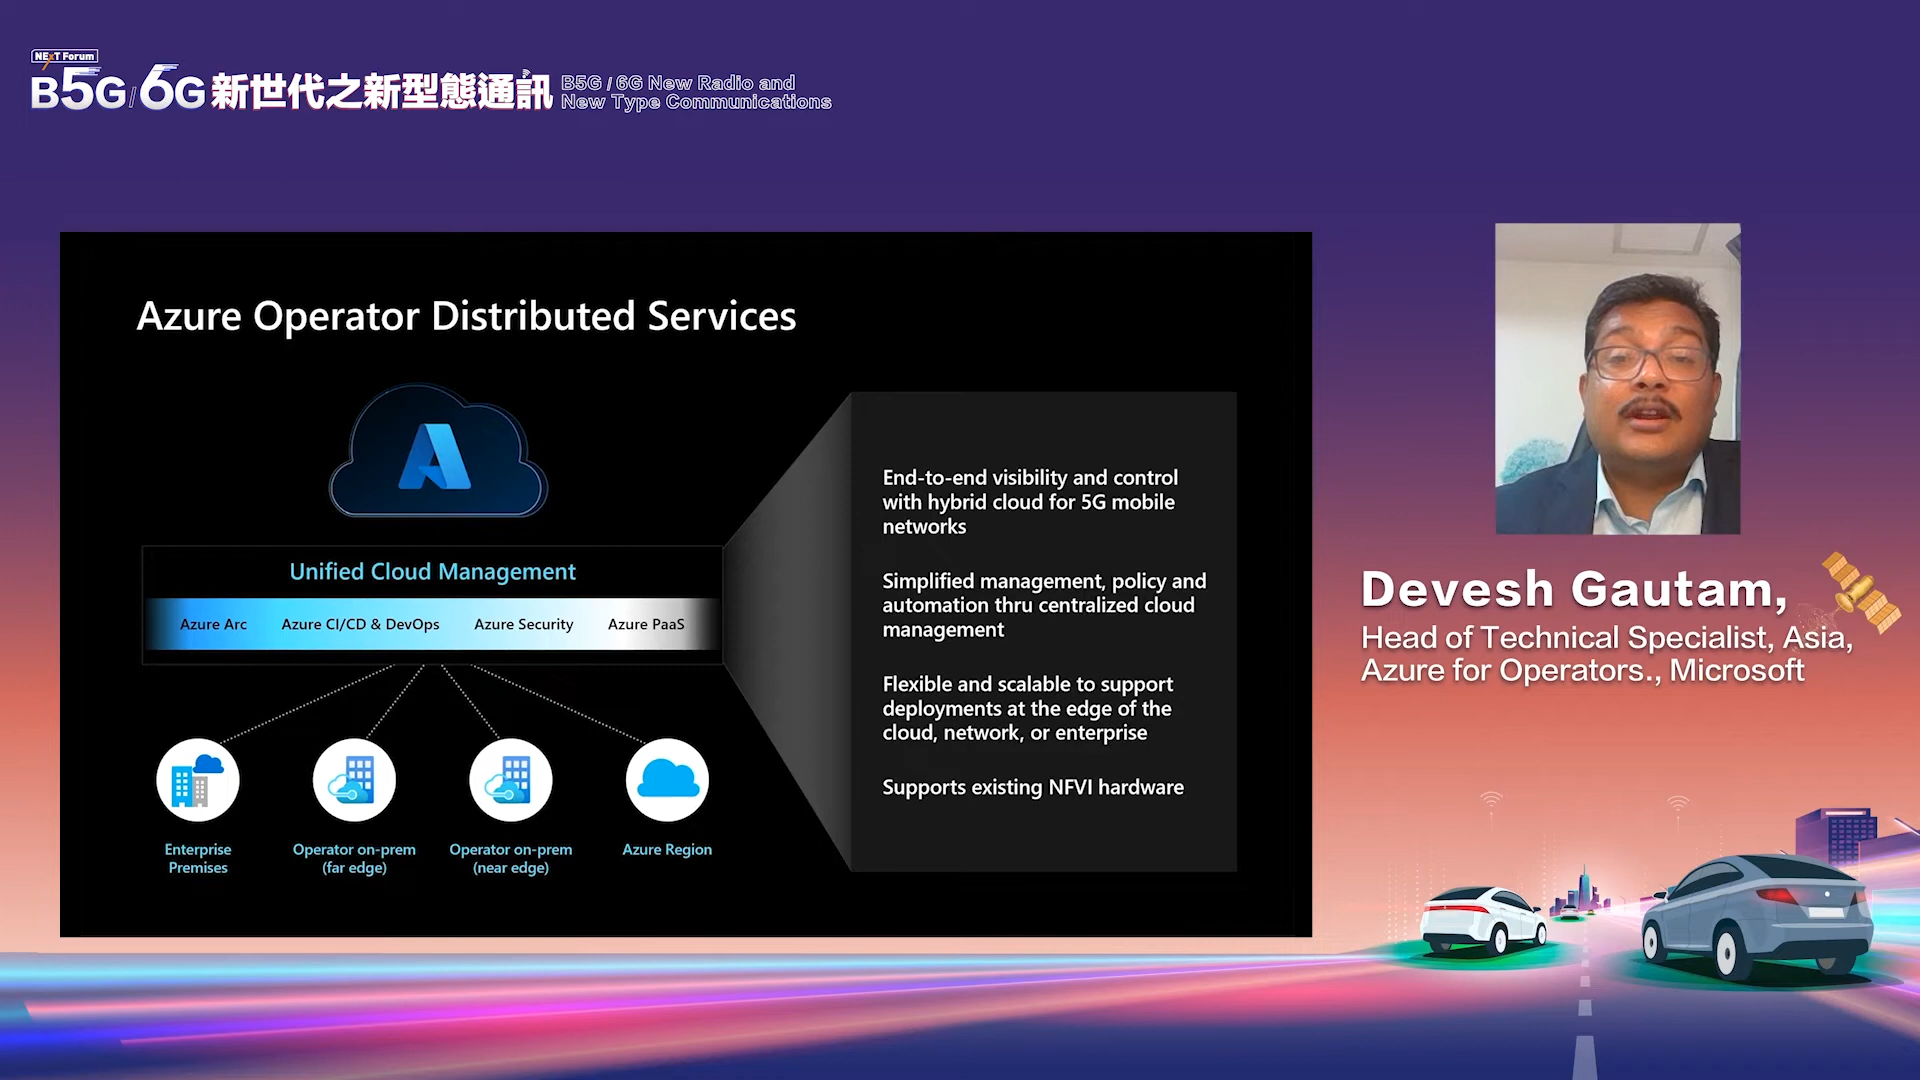 NEXT Forum
B5G/6G新世代之新型態通訊
B5G / 6G New Radio and
New Type Communications
Azure Operator Distributed Services
Unified Cloud Management
Azure Arc
Azure CI/CD & DevOps
Azure Security
Azure PaaS
Enterprise
Premises
Operator on-prem
(far edge)
Operator on-prem
(near edge)
Azure Region
End-to-end visibility and control
with hybrid cloud for 5G mobile
networks
Simplified management, policy and
automation thru centralized cloud
management
Flexible and scalable to support
deployments at the edge of the
cloud, network, or enterprise
Supports existing NFVI hardware
Devesh Gautam,
Head of Technical Specialist, Asia,
Azure for Operators., Microsoft